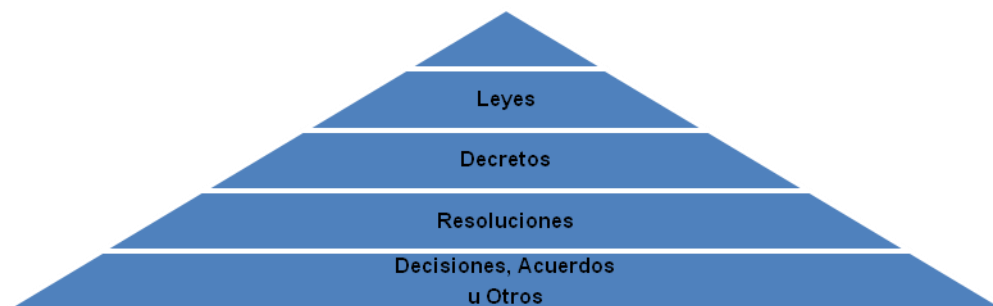 Leyes
Decretos
Resoluciones
Decisiones, Acuerdos
u Otros